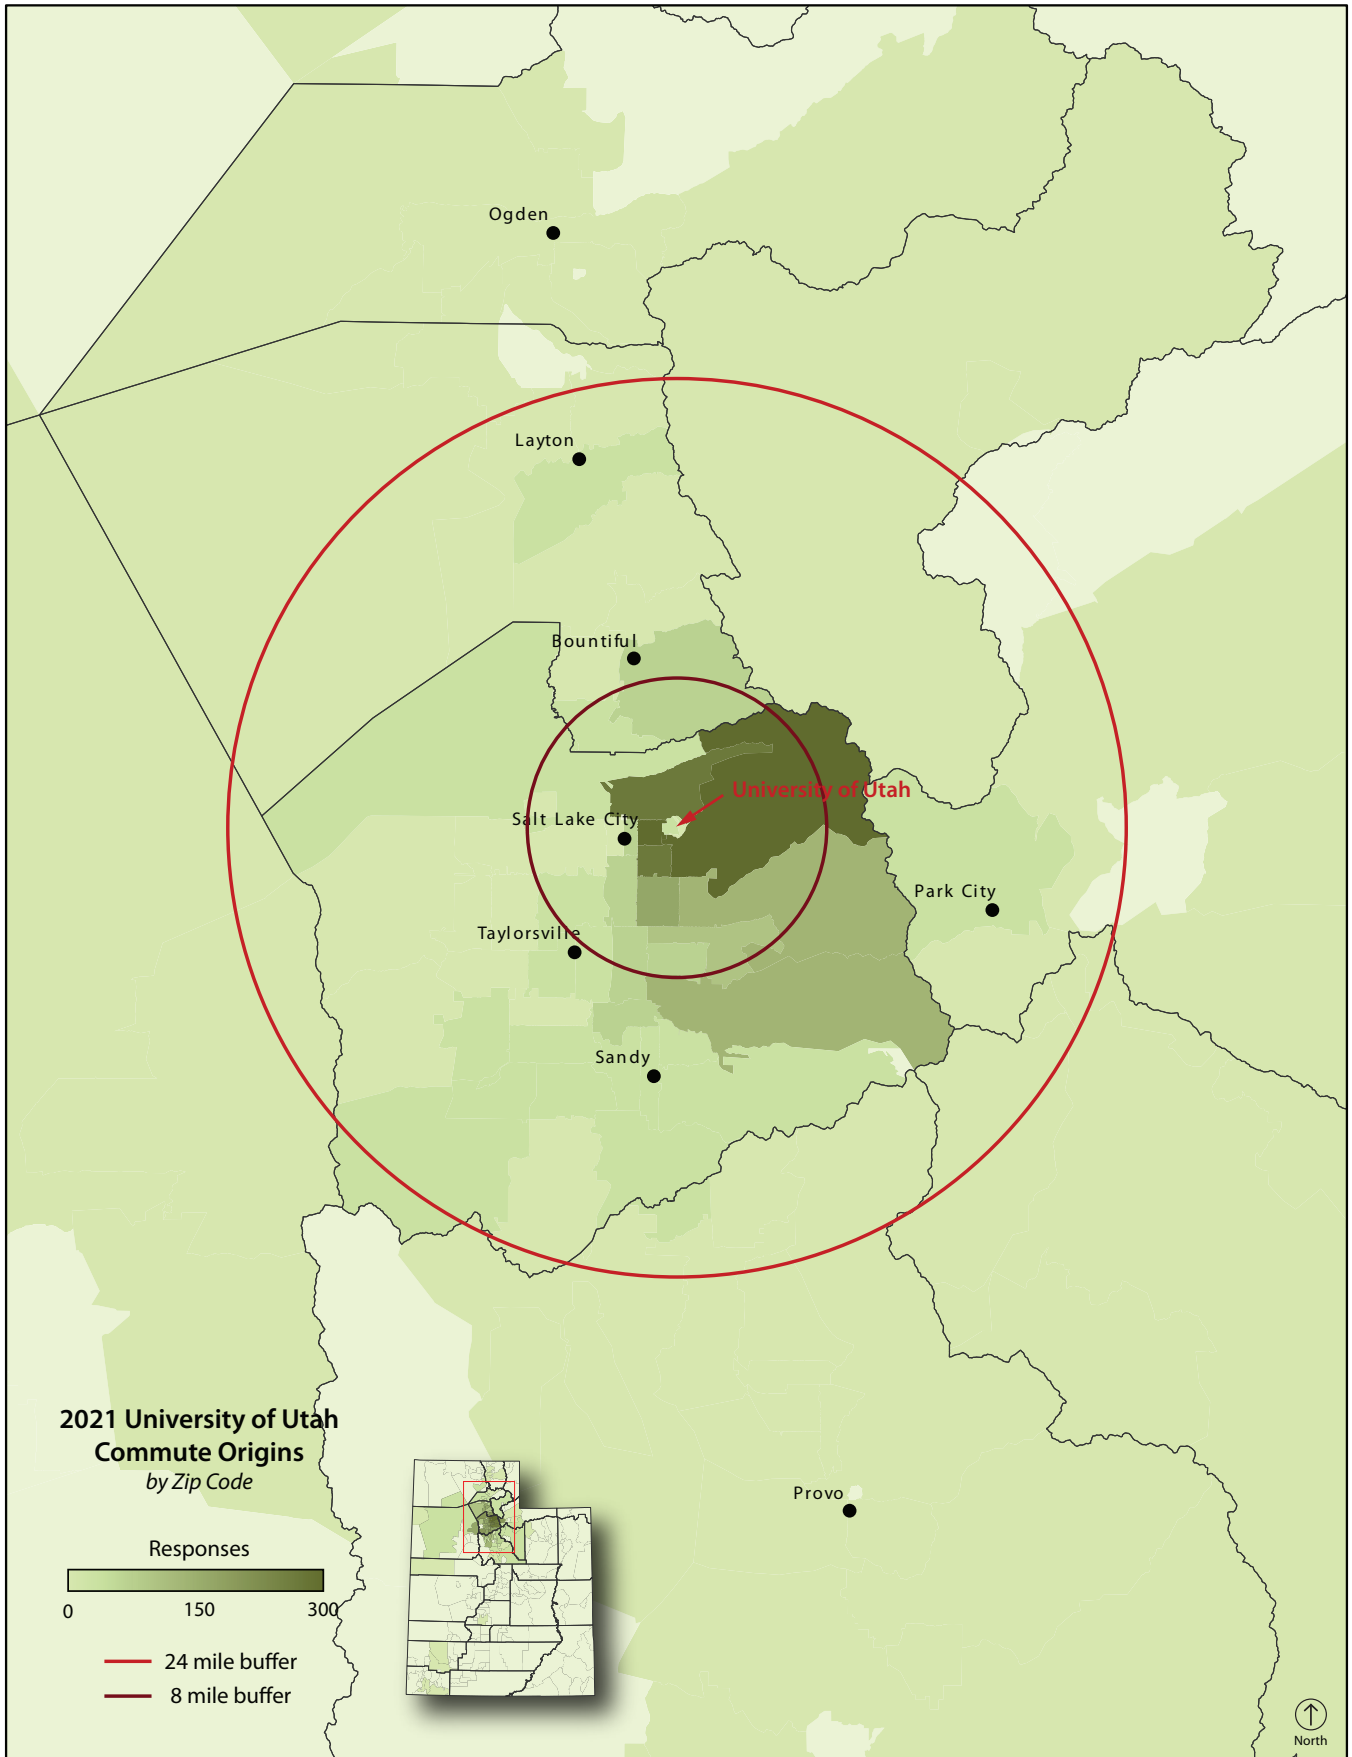 Ogden
Layton
Bountiful
University of Utah
Salt Lake City
Park City
Taylorsville
Sandy
2021 University of Utah
Commute Origins
by Zip Code
Provo
Responses
0 150 300
24 mile buffer
8 mile buffer
North